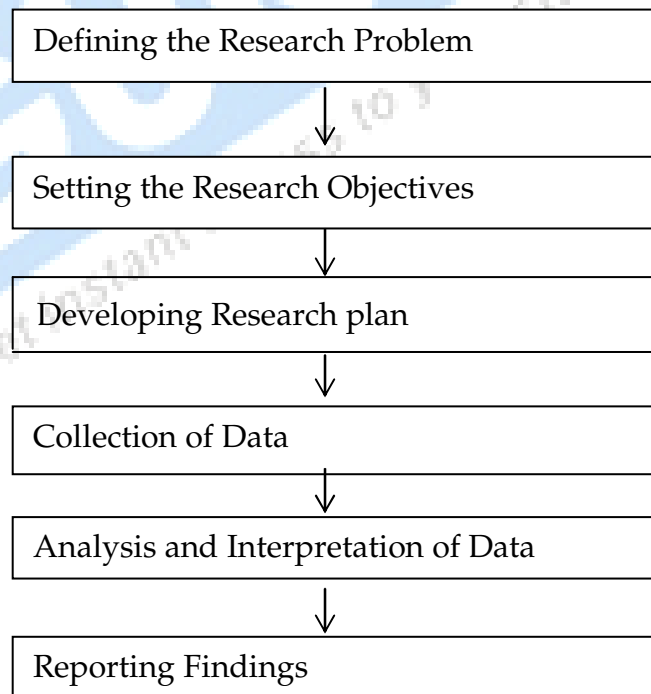 Defining the Research Problem
Setting the Research Objectives
Developing Research plan
Collection of Data
Analysis and Interpretation of Data
Reporting Findings